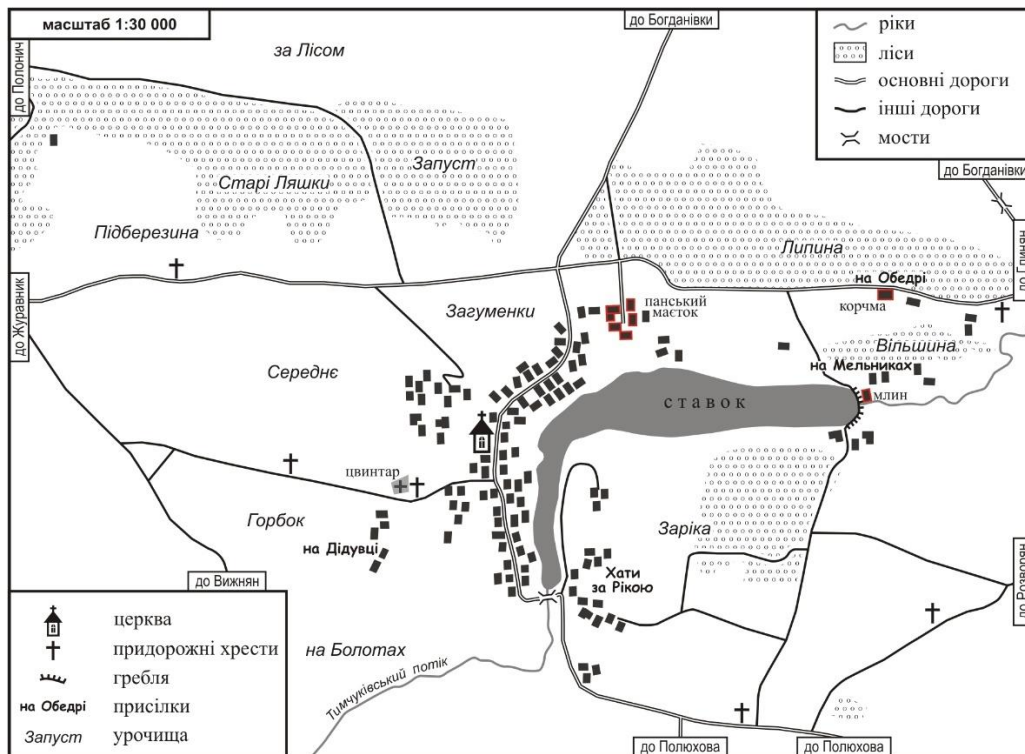 масштаб 1:30 000
до Богданівки
ріки
ліси
основні дороги
інші дороги
мости
за Лісом
до Полонич
Запуст
Старі Ляшки
до Богданівки
Підберезина
Липина
до Глинян
на Обедрі
панський
маєток
корчма
Загуменки
до Журавник
Вільшина
Середнє
на Мельниках
ставок
млин
цвинтар
Горбок
Заріка
на Дідувці
Хати
за Рікою
до Розворян
до Вижнян
церква
придорожні хрести
гребля
на Обедрі
присілки
Запуст
урочища
на Болотах
Тимчуківський потік
до Полюхова
до Полюхова